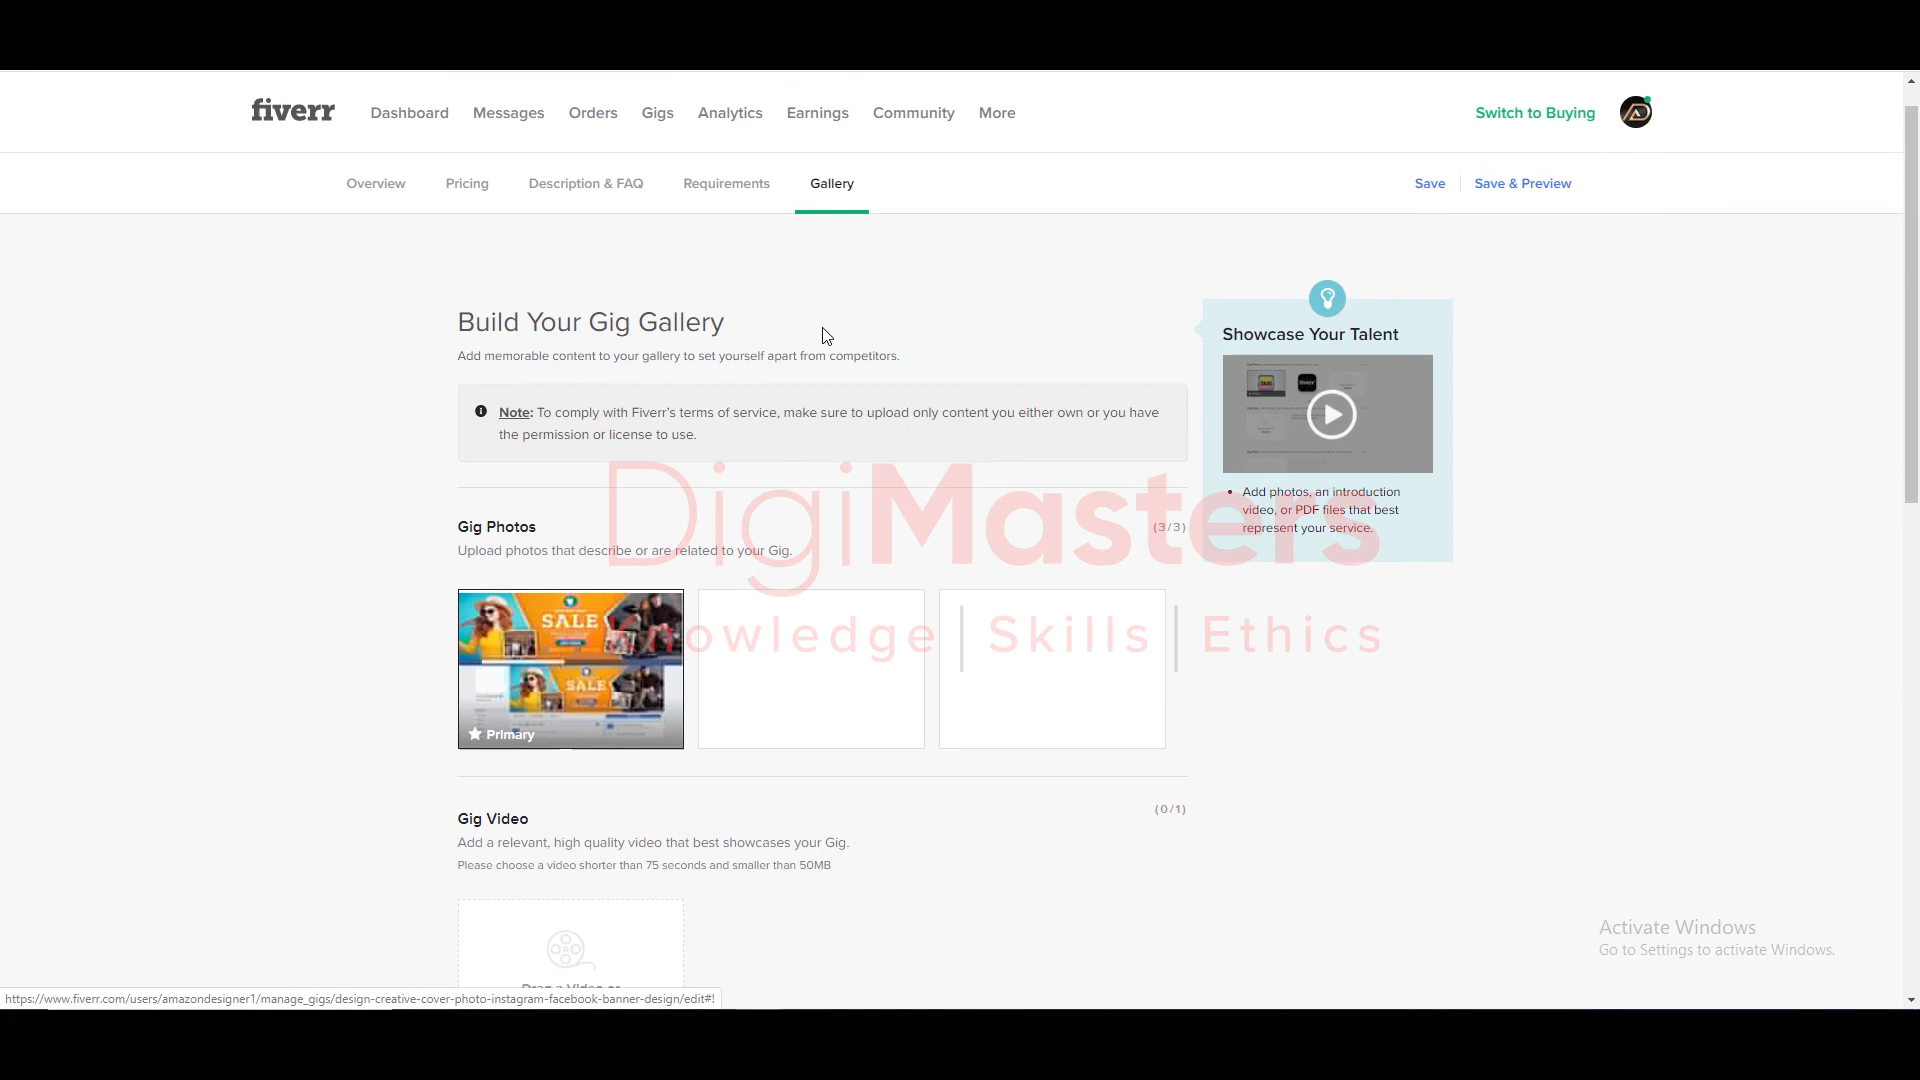 fiverr Dashboard Messages Orders Gigs Analytics Earnings Community More Switch to Buying
Overview Pricing Description & FAQ Requirements Gallery Save Save & Preview
Build Your Gig Gallery
Add memorable content to your gallery to set yourself apart from competitors.
Note: To comply with Fiverr's terms of service, make sure to upload only content you either own or you have
the permission or license to use.
Showcase Your Talent
Add photos, an introduction
video, or PDF files that best
represent your service.
DigiMasters
Knowledge | Skills | Ethics
Gig Photos (3/3)
Upload photos that describe or are related to your Gig.
SALE
SALE
Primary
Gig Video (0/1)
Add a relevant, high quality video that best showcases your Gig.
Please choose a video shorter than 75 seconds and smaller than 50MB
Drag a Video or
Activate Windows
Go to Settings to activate Windows.
https://www.fiverr.com/users/amazondesigner1/manage_gigs/design-creative-cover-photo-instagram-facebook-banner-design/edit#!